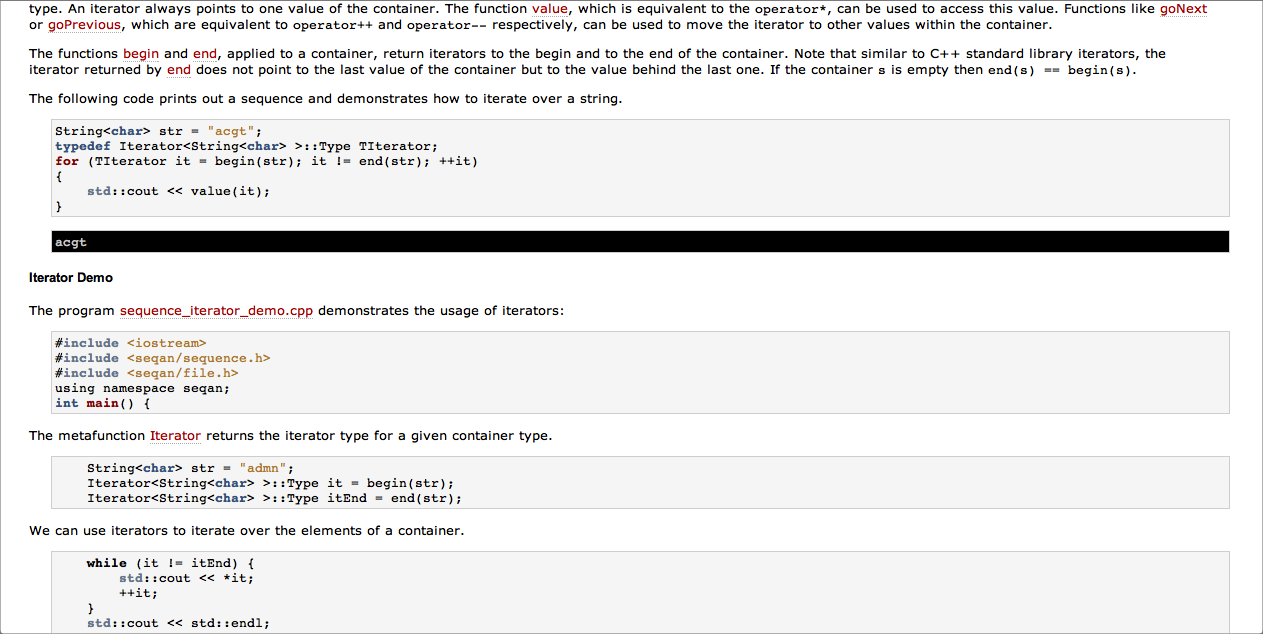 type. An iterator always points to one value of the container. The function value, which is equivalent to the operator*, can be used to access this value. Functions like goNext
or goPrevious, which are equivalent to operator++ and operator-- respectively, can be used to move the iterator to other values within the container.
The functions begin and end, applied to a container, return iterators to the begin and to the end of the container. Note that similar to C++ standard library iterators, the
iterator returned by end does not point to the last value of the container but to the value behind the last one. If the container s is empty then end(s) == begin(s).
The following code prints out a sequence and demonstrates how to iterate over a string.
String<char> str = "acgt";
typedef Iterator<String<char> >::Type TIterator;
for (TIterator it = begin(str); it != end(str); ++it)
{
    std::cout << value(it);
}
acgt
Iterator Demo
The program sequence_iterator_demo.cpp demonstrates the usage of iterators:
#include <iostream>
#include <seqan/sequence.h>
#include <seqan/file.h>
using namespace seqan;
int main() {
The metafunction Iterator returns the iterator type for a given container type.
    String<char> str = "admn";
    Iterator<String<char> >::Type it = begin(str);
    Iterator<String<char> >::Type itEnd = end(str);
We can use iterators to iterate over the elements of a container.
    while (it != itEnd) {
        std::cout << *it;
        ++it;
    }
    std::cout << std::endl;